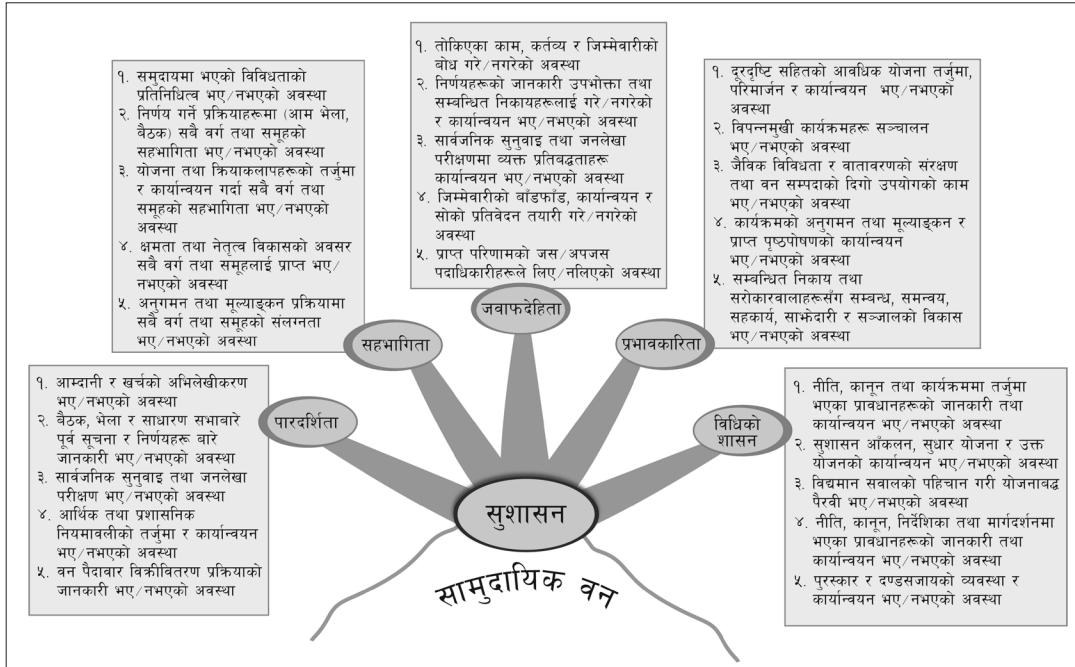 १. समुदायमा भएको विविधताको
प्रतिनिधित्व भए/नभएको अवस्था
२. निर्णय गर्ने प्रक्रियाहरूमा (आम भेला,
बैठक) सबै वर्ग तथा समूहको
सहभागिता भए/नभएको अवस्था
३. योजना तथा क्रियाकलापहरूको तर्जुमा
र कार्यान्वयन गर्दा सबै वर्ग तथा
समूहको सहभागिता भए/नभएको
अवस्था
४. क्षमता तथा नेतृत्व विकासको अवसर
सबै वर्ग तथा समूहलाई प्राप्त भए/
नभएको अवस्था
५. अनुगमन तथा मूल्याङ्कन प्रक्रियामा
सबै वर्ग तथा समूहको संलग्नता
भए/नभएको अवस्था
१. तोकिएका काम, कर्तव्य र जिम्मेवारीको
बोध गरे/नगरेको अवस्था
२. निर्णयहरूको जानकारी उपभोक्ता तथा
सम्बन्धित निकायहरूलाई गरे/नगरेको
र कार्यान्वयन भए/नभएको अवस्था
३. सार्वजनिक सुनुवाइ तथा जनलेखा
परीक्षणमा व्यक्त प्रतिबद्धताहरू
कार्यान्वयन भए/नभएको अवस्था
४. जिम्मेवारीको बाँडफाँड, कार्यान्वयन र
सोको प्रतिवेदन तयारी गरे/नगरेको
अवस्था
५. प्राप्त परिणामको जस/अपजस
पदाधिकारीहरूले लिए/नलिएको अवस्था
१. दूरदृष्टि सहितको आवधिक योजना तर्जुमा,
परिमार्जन र कार्यान्वयन भए/नभएको
अवस्था
२. विपन्नमुखी कार्यक्रमहरू सञ्चालन
भए/नभएको अवस्था
३. जैविक विविधता र वातावरणको संरक्षण
तथा वन सम्पदाको दिगो उपयोगको काम
भए/नभएको अवस्था
४. कार्यक्रमको अनुगमन तथा मूल्याङ्कन र
प्राप्त पृष्ठपोषणको कार्यान्वयन
भए/नभएको अवस्था
५. सम्बन्धित निकाय तथा
सरोकारवालाहरूसँग सम्बन्ध, समन्वय,
सहकार्य, साझेदारी र सञ्जालको विकास
भए/नभएको अवस्था
सहभागिता
जवाफदेहिता
प्रभावकारिता
१. आम्दानी र खर्चको अभिलेखीकरण
भए/नभएको अवस्था
२. बैठक, भेला र साधारण सभाबारे
पूर्व सूचना र निर्णयहरू बारे
जानकारी भए/नभएको अवस्था
३. सार्वजनिक सुनुवाइ तथा जनलेखा
परीक्षण भए/नभएको अवस्था
४. आर्थिक तथा प्रशासनिक
नियमावलीको तर्जुमा र कार्यान्वयन
भए/नभएको अवस्था
५. वन पैदावार विक्रीवितरण प्रक्रियाको
जानकारी भए/नभएको अवस्था
पारदर्शिता
विधिको
शासन
१. नीति, कानून तथा कार्यक्रममा तर्जुमा
भएका प्रावधानहरूको जानकारी तथा
कार्यान्वयन भए/नभएको अवस्था
२. सुशासन आँकलन, सुधार योजना र उक्त
योजनको कार्यान्वयन भए/नभएको अवस्था
३. विद्यमान सवालको पहिचान गरी योजनाबद्ध
पैरवी भए/नभएको अवस्था
४. नीति, कानून, निर्देशिका तथा मार्गदर्शनमा
भएका प्रावधानहरूको जानकारी तथा
कार्यान्वयन भए/नभएको अवस्था
५. पुरस्कार र दण्डसजायको व्यवस्था र
कार्यान्वयन भए/नभएको अवस्था
सुशासन
सामुदायिक वन